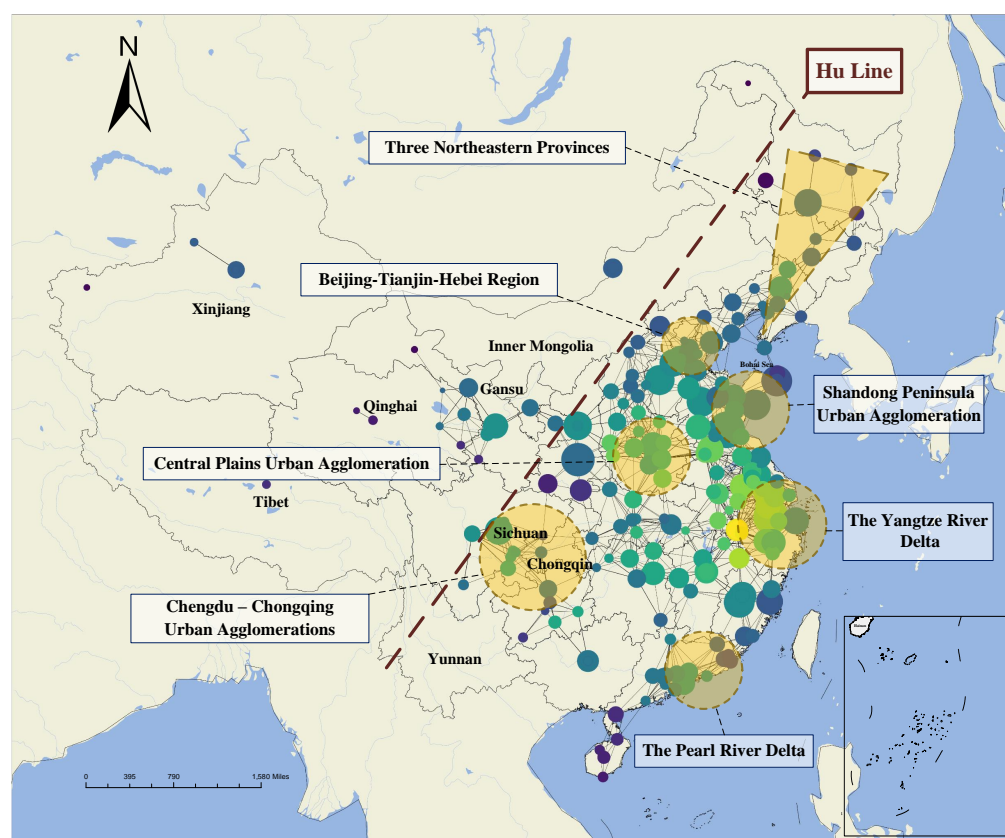 N
Hu Line
Three Northeastern Provinces
Beijing-Tianjin-Hebei Region
Xinjiang
Inner Mongolia
Bohai Sea
Gansu
Qinghai
Shandong Peninsula
Urban Agglomeration
Central Plains Urban Agglomeration
Tibet
Sichuan
The Yangtze River
Delta
Chongqin
Chengdu – Chongqing
Urban Agglomerations
Yunnan
The Pearl River Delta
0 395 790 1,580 Miles